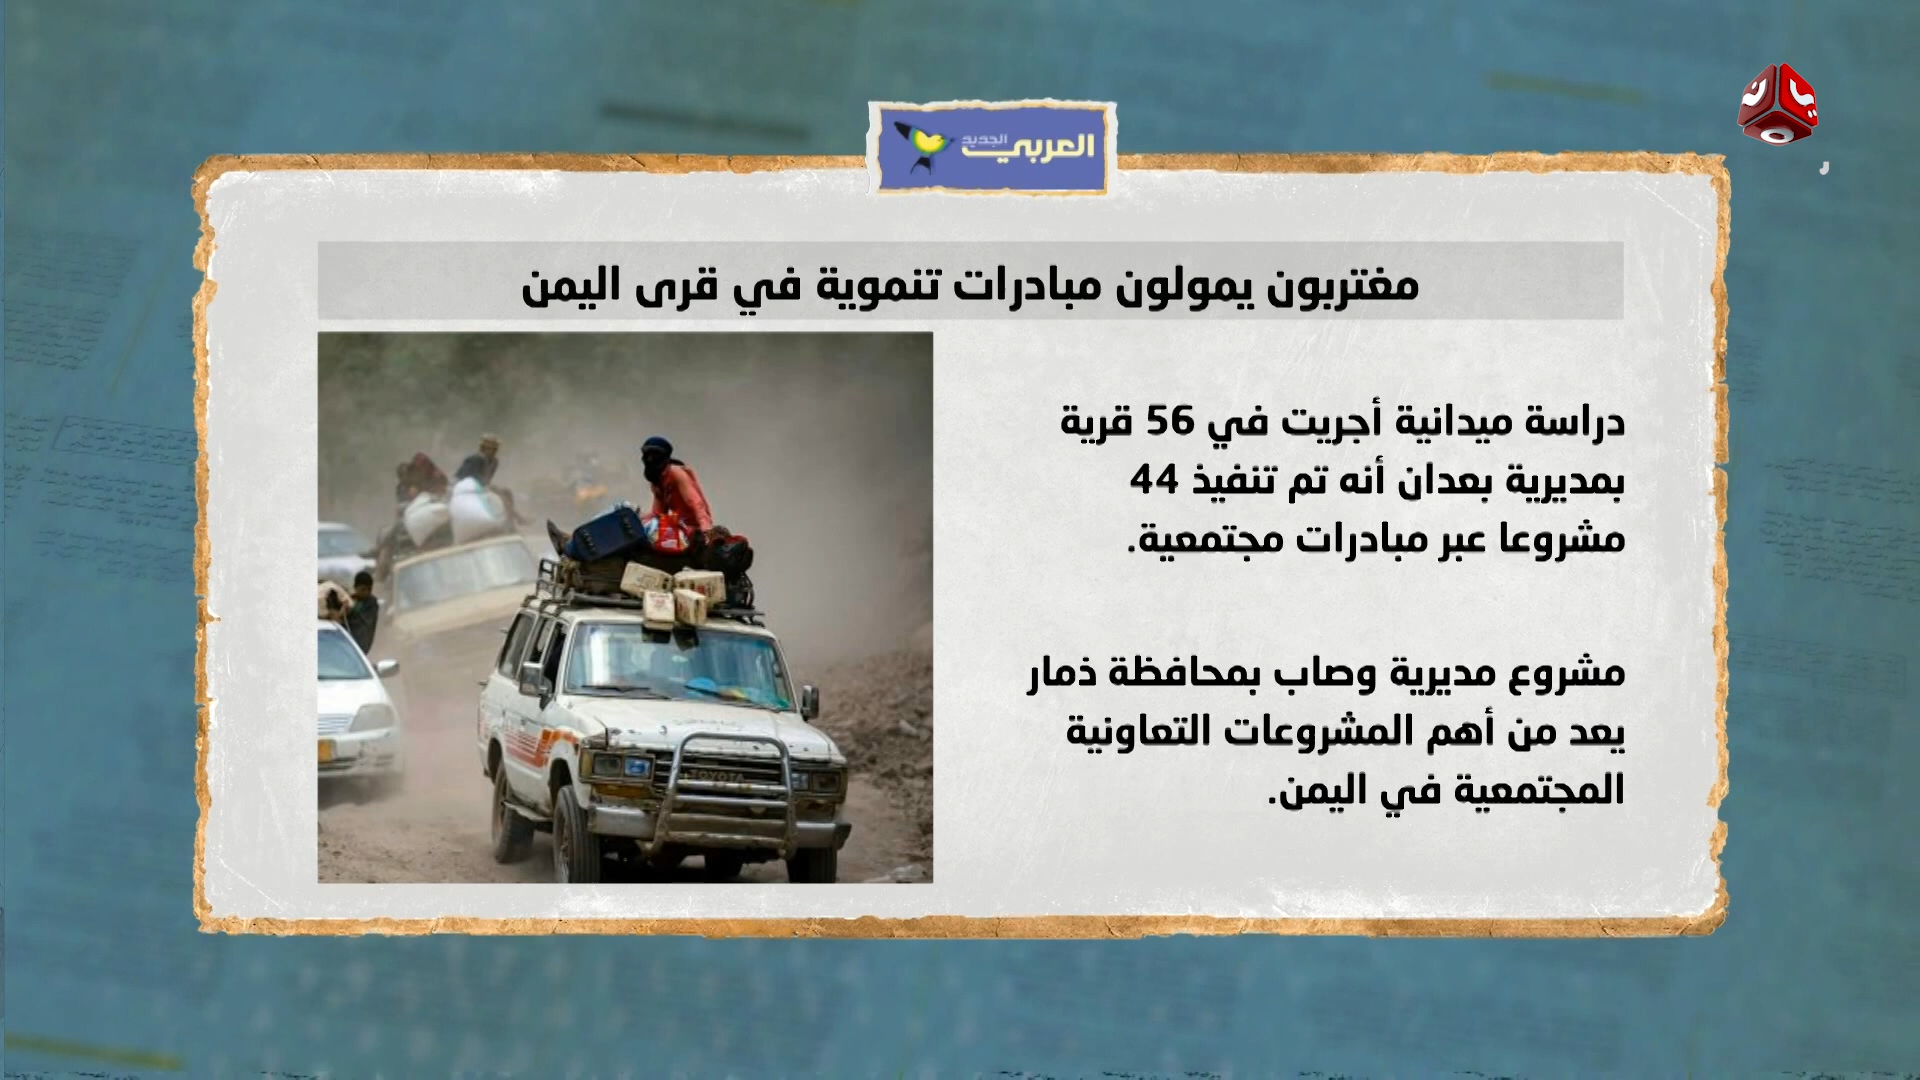 العربي الجديد
مغتربون يمولون مبادرات تنموية في قرى اليمن
دراسة ميدانية أجريت في 56 قرية
بمديرية بعدان أنه تم تنفيذ 44
مشروعا عبر مبادرات مجتمعية.
مشروع مديرية وصاب بمحافظة ذمار
يعد من أهم المشروعات التعاونية
المجتمعية في اليمن.
TOYOTA